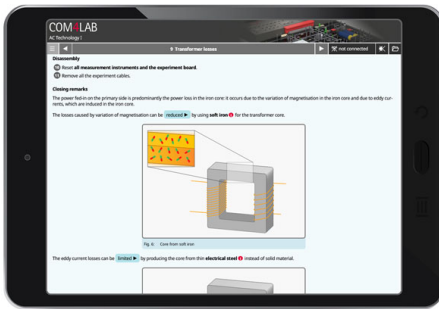 COM4LAB
AC Technology I
9 Transformer losses
not connected
Disassembly
Reset all measurement instruments and the experiment board.
Remove all the experiment cables.
Closing remarks
The power fed-in on the primary side is predominantly the power loss in the iron core: it occurs due to the variation of magnetisation in the iron core and due to eddy cur-
rents, which are induced in the iron core.
The losses caused by variation of magnetisation can be reduced ▶ by using soft iron for the transformer core.
Fig. 6: Core from soft iron
The eddy current losses can be limited ▶ by producing the core from thin electrical steel instead of solid material.